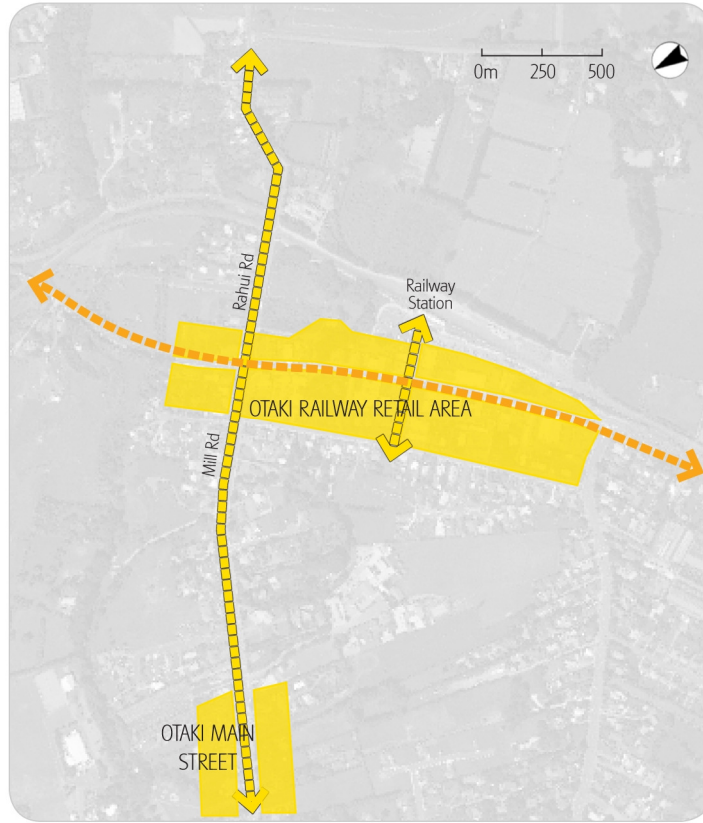 0m 250 500
Rahui Rd
Railway
Station
OTAKI RAILWAY RETAIL AREA
Mill Rd
OTAKI MAIN
STREET